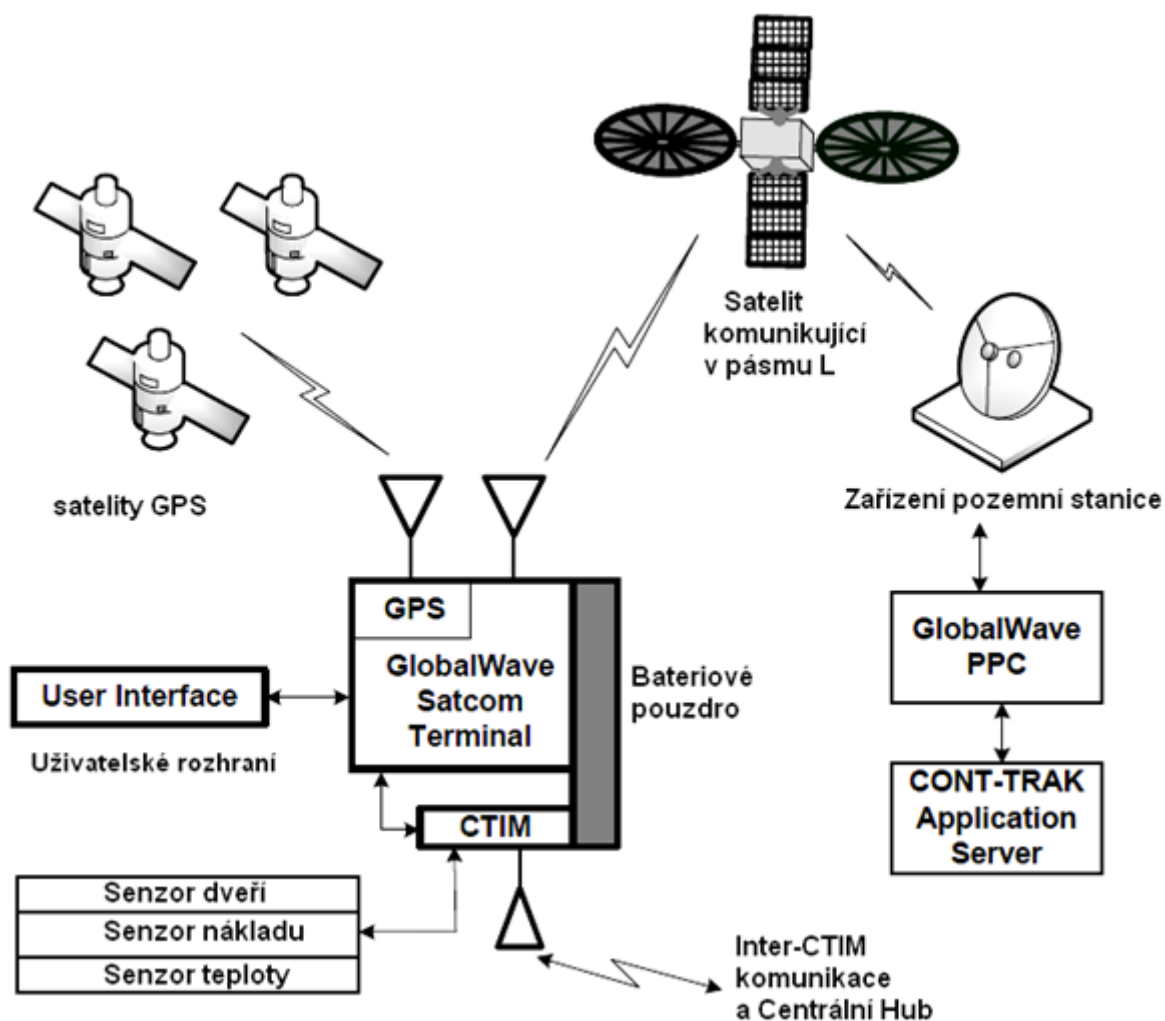 Satelit
komunikující
v pásmu L
satelity GPS
Zařízení pozemní stanice
GPS
GlobalWave
Satcom
Terminal
Bateriové
pouzdro
GlobalWave
PPC
User Interface
Uživatelské rozhraní
CTIM
CONT-TRAK
Application
Server
Senzor dveří
Senzor nákladu
Senzor teploty
Inter-CTIM
komunikace
a Centrální Hub